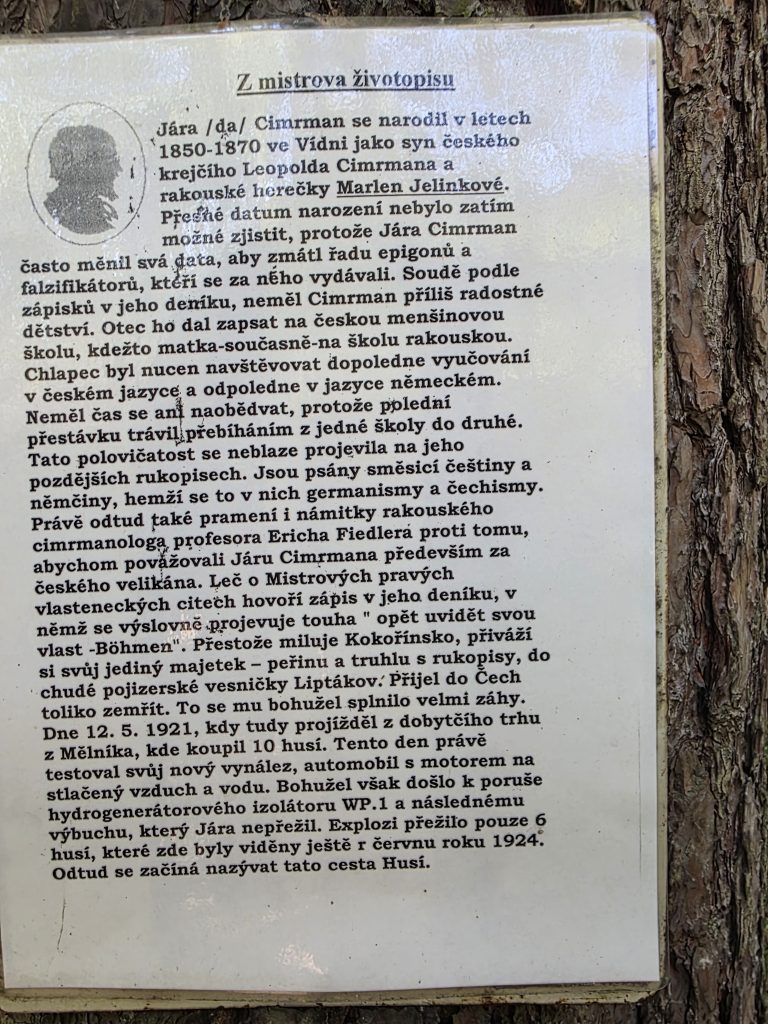 Z mistrova životopisu
Jára /da/ Cimrman se narodil v letech
1850-1870 ve Vídni jako syn českého
krejčího Leopolda Cimrmana a
rakouské herečky Marlen Jelinkové.
Přesné datum narození nebylo zatím
možné zjistit, protože Jára Cimrman
často měnil svá data, aby zmátl řadu epigonů a
falzifikátorů, kteří se za něho vydávali. Soudě podle
zápisků v jeho deníku, neměl Cimrman příliš radostné
dětství. Otec ho dal zapsat na českou menšinovou
školu, kdežto matka-současně-na školu rakouskou.
Chlapec byl nucen navštěvovat dopoledne vyučování
v českém jazyce a odpoledne v jazyce německém.
Neměl čas se ani naobědvat, protože polední
přestávku trávil přebíháním z jedné školy do druhé.
Tato polovičatost se neblaze projevila na jeho
pozdějších rukopisech. Jsou psány směsicí češtiny a
němčiny, hemží se to v nich germanismy a čechismy.
Právě odtud také pramení i námitky rakouského
cimrmanologa profesora Ericha Fiedlera proti tomu,
abychom považovali Járu Cimrmana především za
českého velikána. Leč o Mistrových pravých
vlasteneckých citech hovoří zápis v jeho deníku, v
němž se výslovně projevuje touha " opět uvidět svou
vlast -Böhmen". Přestože miluje Kokořínsko, přiváží
si svůj jediný majetek – peřinu a truhlu s rukopisy, do
chudé pojizerské vesničky Liptákov. Přijel do Čech
toliko zemřít. To se mu bohužel splnilo velmi záhy.
Dne 12. 5. 1921, kdy tudy projížděl z dobytčího trhu
z Mělníka, kde koupil 10 husí. Tento den právě
testoval svůj nový vynález, automobil s motorem na
stlačený vzduch a vodu. Bohužel však došlo k poruše
hydrogenerátorového izolátoru WP.1 a následnému
výbuchu, který Jára nepřežil. Explozi přežilo pouze 6
husí, které zde byly viděny ještě r červnu roku 1924.
Odtud se začíná nazývat tato cesta Husí.